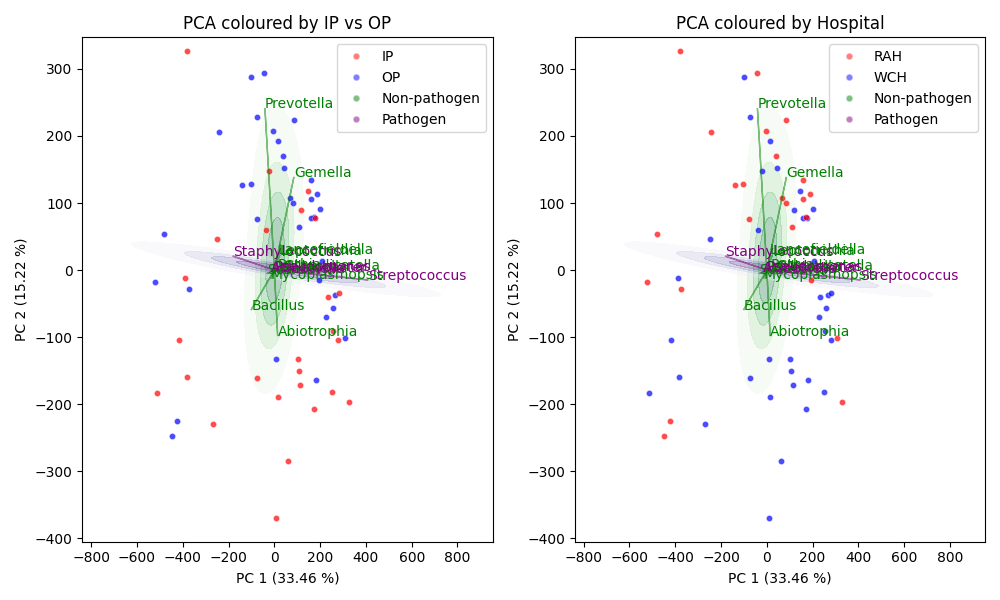 PCA coloured by IP vs OP
IP
OP
Non-pathogen
Pathogen
Prevotella
Gemella
Staphylococcus
Streptococcus
Mycoplasmopsis
Bacillus
Abiotrophia
300
200
100
0
−100
−200
−300
−400
−800
−600
−400
−200
0
200
400
600
800
PC 1 (33.46 %)
PC 2 (15.22 %)
PCA coloured by Hospital
RAH
WCH
Non-pathogen
Pathogen
Prevotella
Gemella
Staphylococcus
Streptococcus
Mycoplasmopsis
Bacillus
Abiotrophia
300
200
100
0
−100
−200
−300
−400
−800
−600
−400
−200
0
200
400
600
800
PC 1 (33.46 %)
PC 2 (15.22 %)